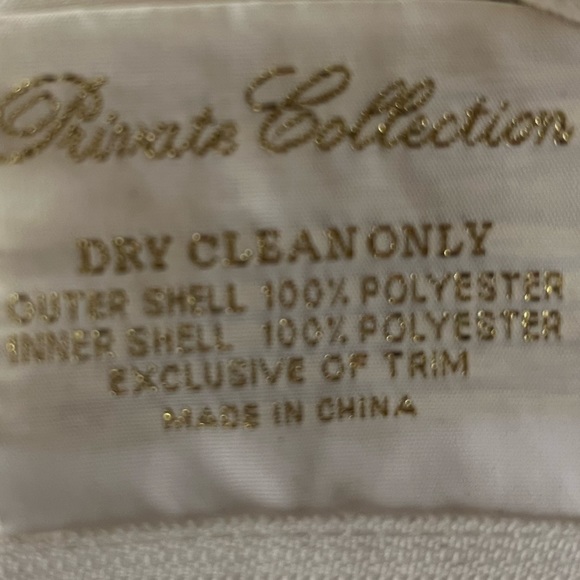 Private Collection
DRY CLEAN ONLY
OUTER SHELL 100% POLYESTER
INNER SHELL 100% POLYESTER
EXCLUSIVE OF TRIM
MADE IN CHINA